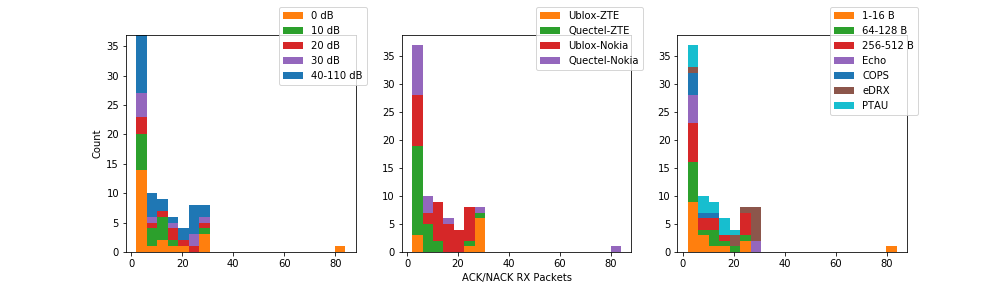 0 dB
10 dB
20 dB
30 dB
40-110 dB
35
30
25
20
15
10
5
0
Count
0 20 40 60 80
Ublox-ZTE
Quectel-ZTE
Ublox-Nokia
Quectel-Nokia
35
30
25
20
15
10
5
0
0 20 40 60 80
ACK/NACK RX Packets
1-16 B
64-128 B
256-512 B
Echo
COPS
eDRX
PTAU
35
30
25
20
15
10
5
0
0 20 40 60 80